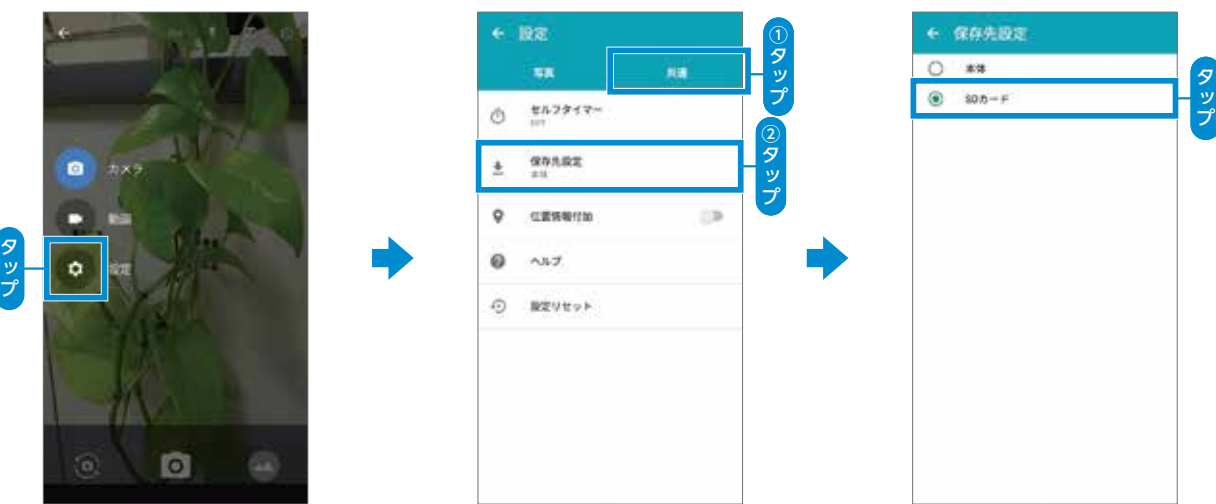 カメラ
動画
設定
タップ
設定
写真
共通
①タップ
セルフタイマー
OFF
保存先設定
本体
②タップ
位置情報付加
ヘルプ
設定リセット
保存先設定
本体
SDカード
タップ